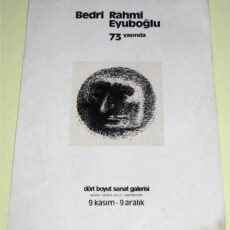 Bedri Rahmi
Eyuboğlu
73 yaşında
dört boyut sanat galerisi
9 kasım - 9 aralık